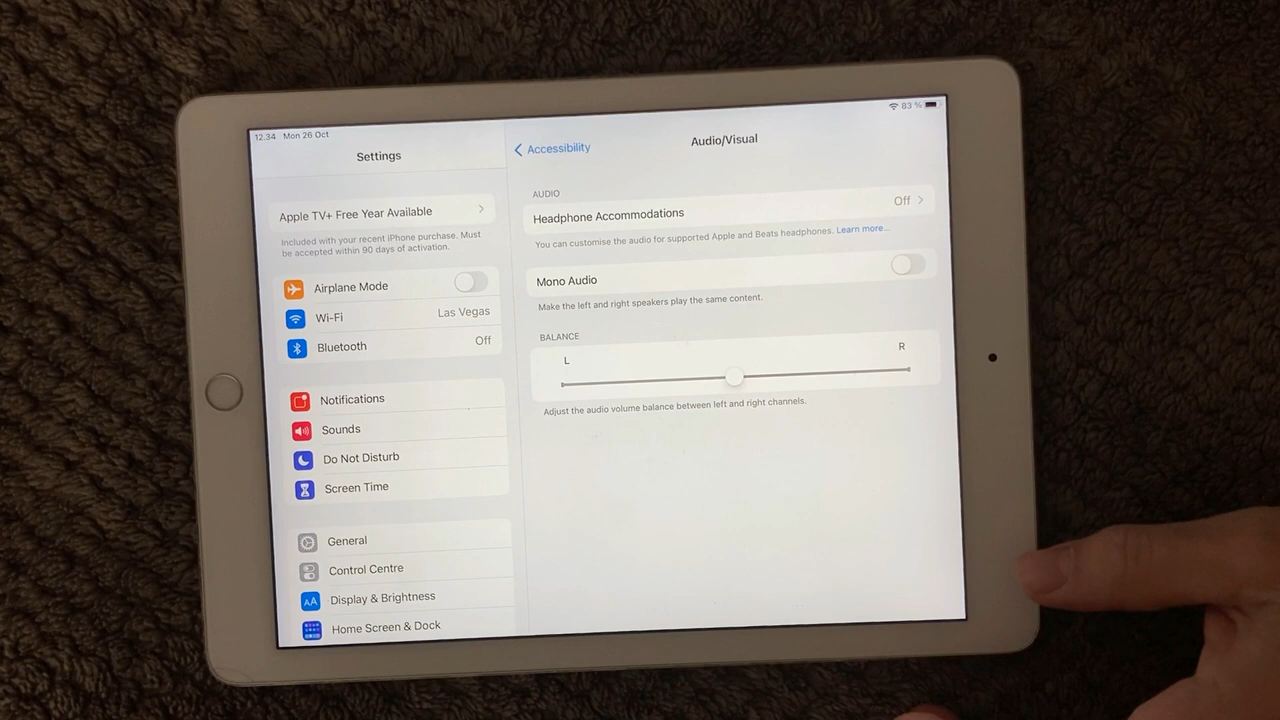 12.34 Mon 26 Oct
83 %
Settings
Apple TV+ Free Year Available
Included with your recent iPhone purchase. Must
be accepted within 90 days of activation.
Airplane Mode
Wi-Fi
Las Vegas
Bluetooth
Off
Notifications
Sounds
Do Not Disturb
Screen Time
General
Control Centre
AA
Display & Brightness
Home Screen & Dock
Accessibility
Audio/Visual
AUDIO
Headphone Accommodations
Off
You can customise the audio for supported Apple and Beats headphones. Learn more...
Mono Audio
Make the left and right speakers play the same content.
BALANCE
L
R
Adjust the audio volume balance between left and right channels.